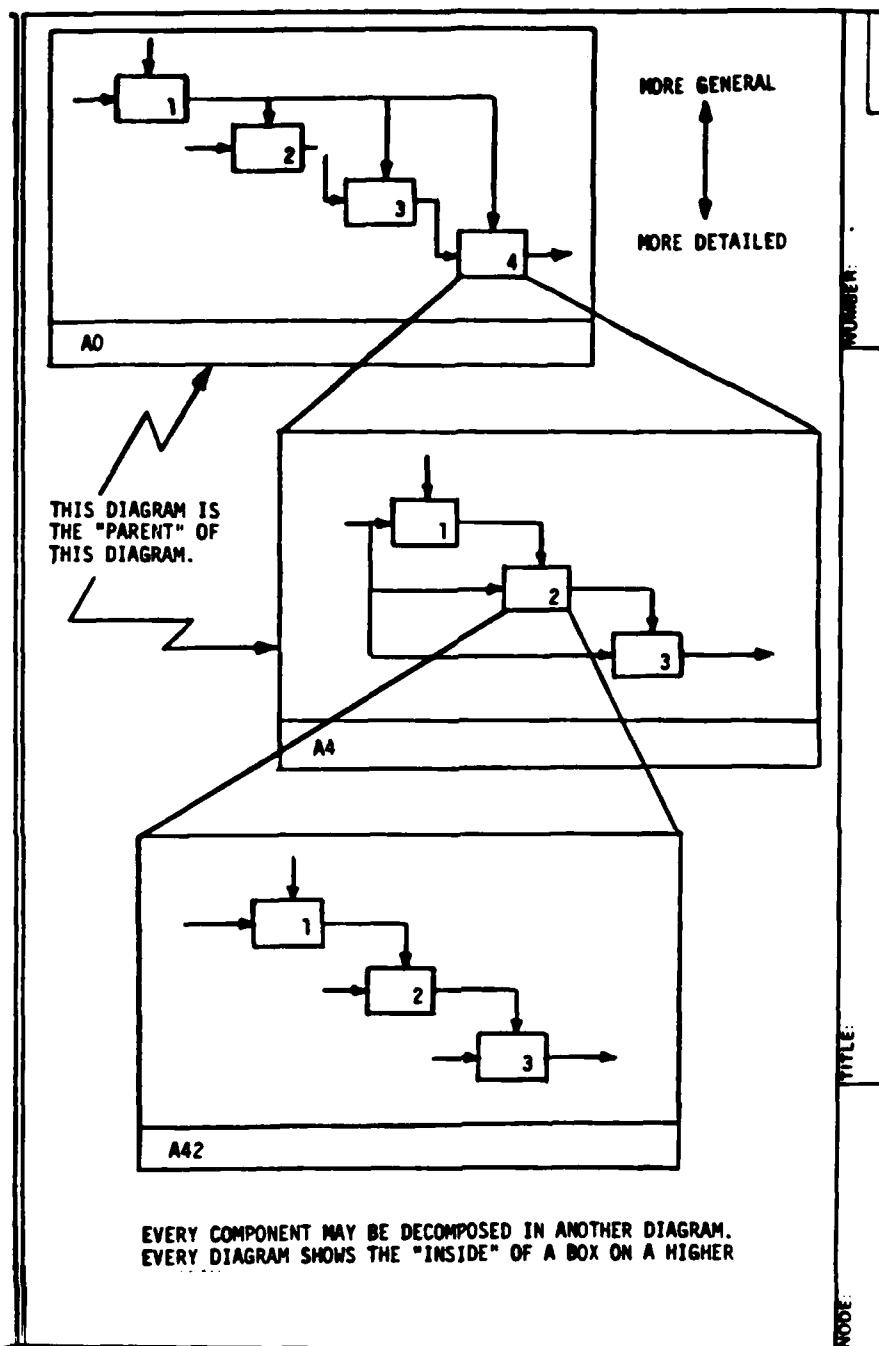 MORE GENERAL
MORE DETAILED
1
2
3
4
A0
THIS DIAGRAM IS
THE "PARENT" OF
THIS DIAGRAM.
1
2
3
A4
1
2
3
A42
EVERY COMPONENT MAY BE DECOMPOSED IN ANOTHER DIAGRAM.
EVERY DIAGRAM SHOWS THE "INSIDE" OF A BOX ON A HIGHER
NUMBER:
TITLE:
NODE: